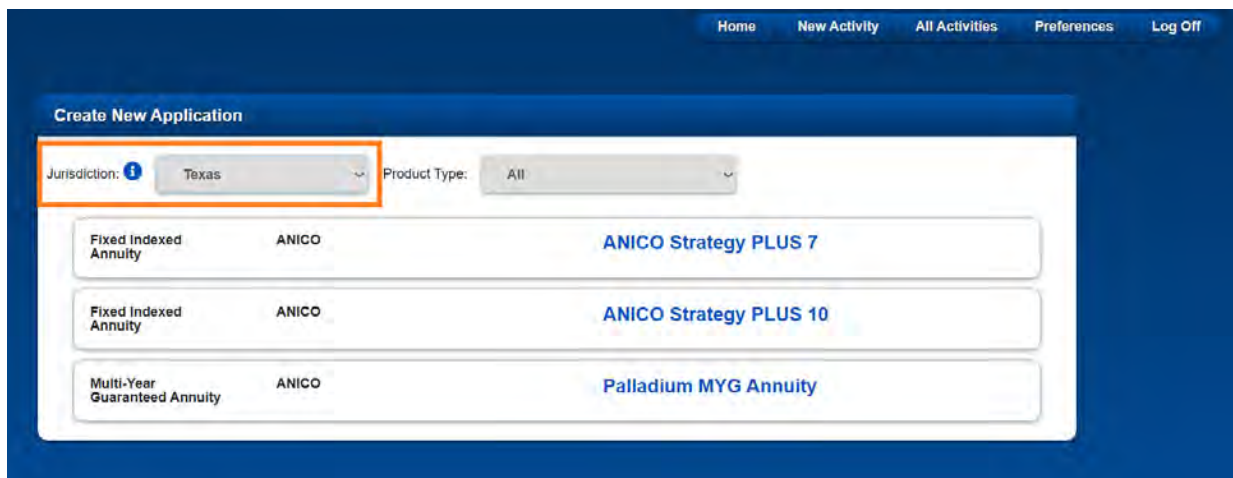 Home New Activity All Activities Preferences Log Off
Create New Application
Jurisdiction: i Texas Product Type: All
Fixed Indexed
Annuity
ANICO
ANICO Strategy PLUS 7
Fixed Indexed
Annuity
ANICO
ANICO Strategy PLUS 10
Multi-Year
Guaranteed Annuity
ANICO
Palladium MYG Annuity